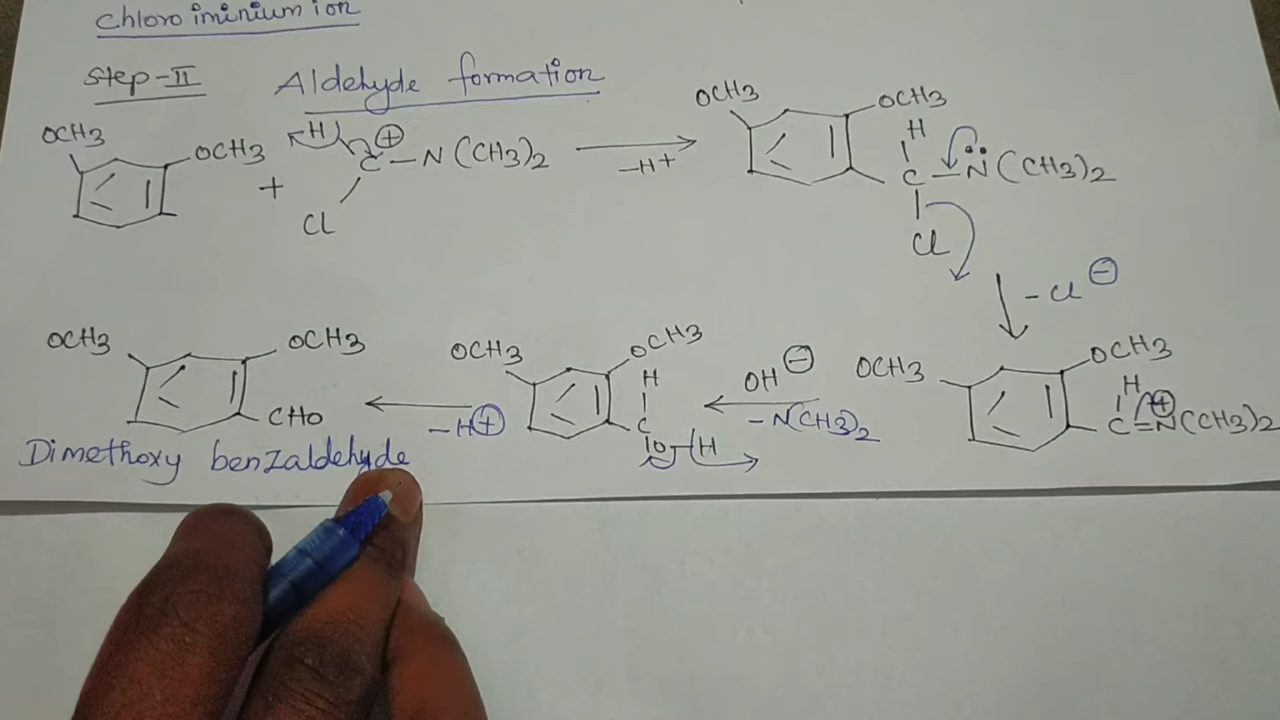 Chloro iminium ion
Step-II Aldehyde formation
OCH3 OCH3 + H ⊕ C – N (CH3)2 Cl
–H+
OCH3 OCH3 H C – N̈ (CH3)2 Cl
– Cl ⊖
OCH3 OCH3 H C = N ⊕ (CH3)2
OH ⊖
– N(CH3)2
OCH3 OCH3 H C O – H
– H ⊕
OCH3 OCH3 CHO
Dimethoxy benzaldehyde